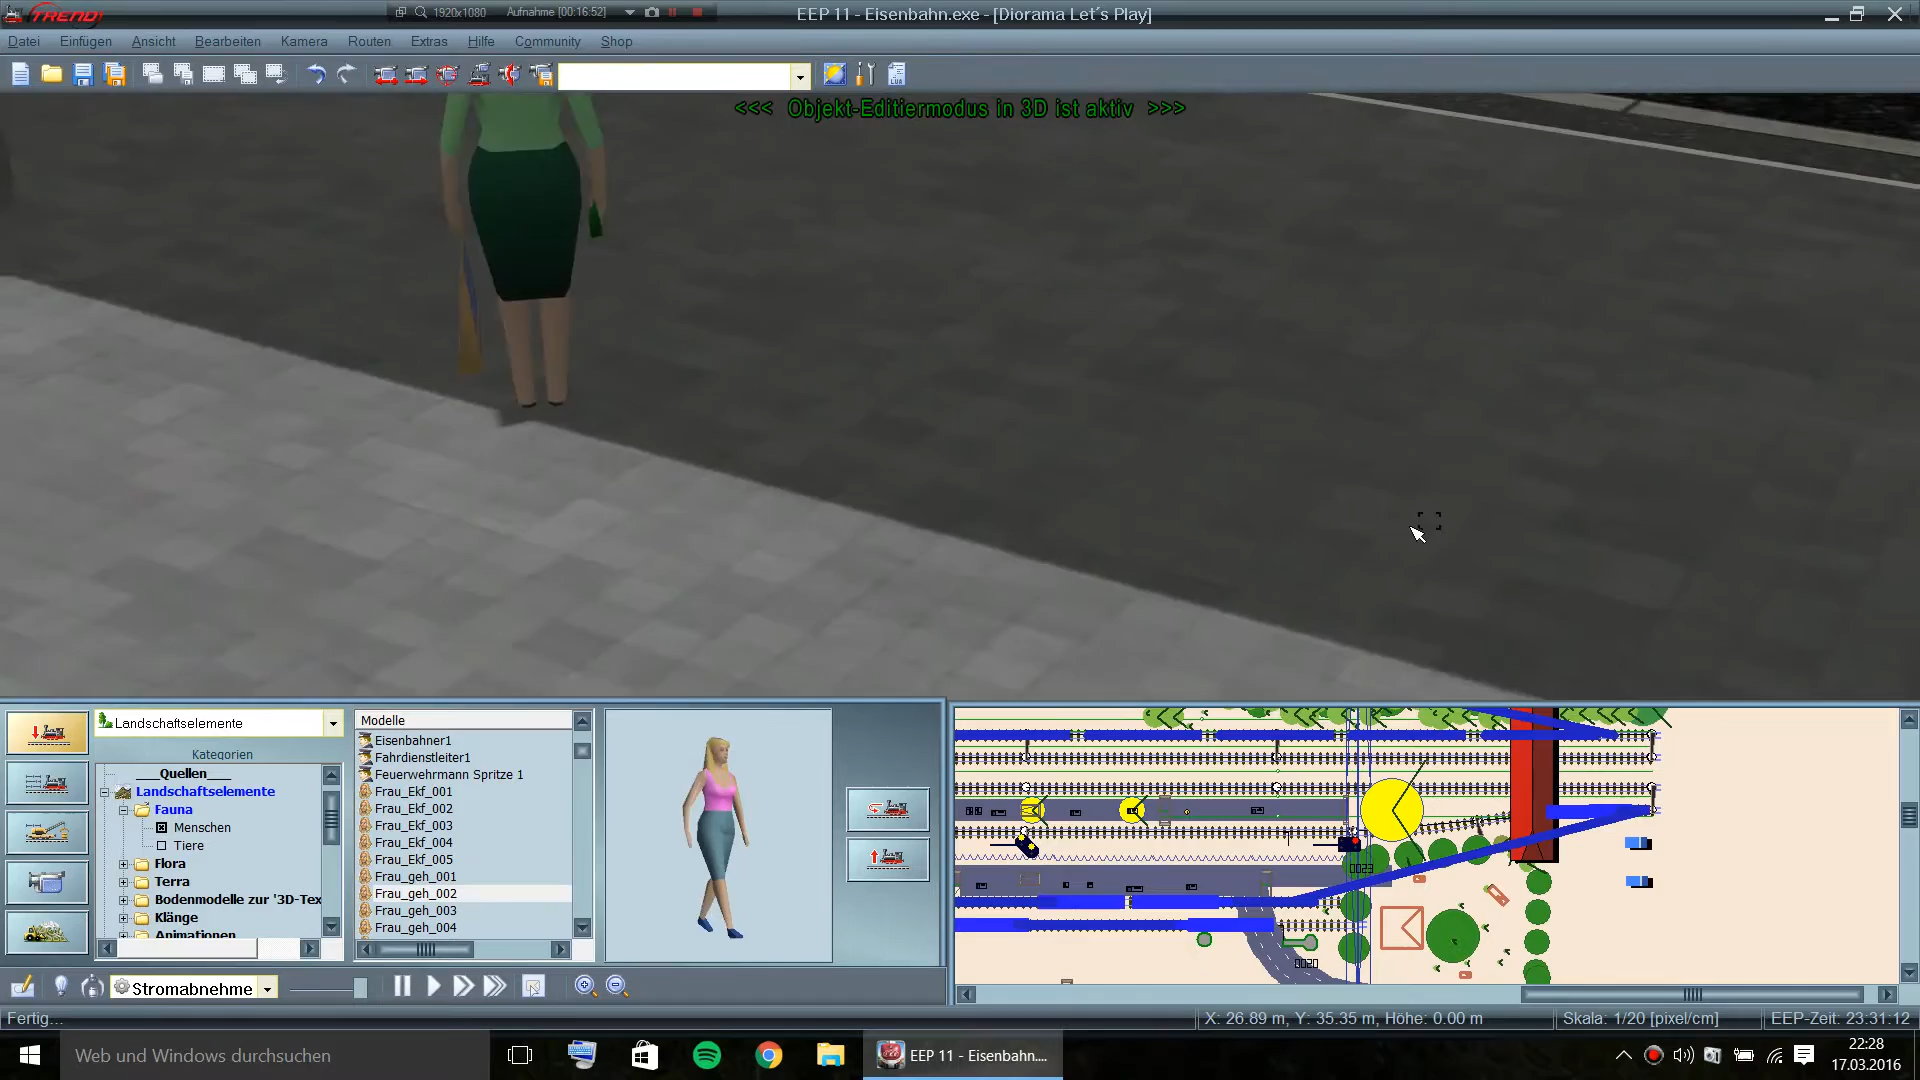 TREND
1920x1080
Aufnahme [00:16:52]
EEP 11 - Eisenbahn.exe - [Diorama Let´s Play]
Datei
Einfügen
Ansicht
Bearbeiten
Kamera
Routen
Extras
Hilfe
Community
Shop
<<< Objekt-Editiermodus in 3D ist aktiv >>>
Landschaftselemente
Kategorien
___Quellen___
Landschaftselemente
Fauna
Menschen
Tiere
Flora
Terra
Bodenmodelle zur '3D-Tex
Klänge
Animationen
Modelle
Eisenbahner1
Fahrdienstleiter1
Feuerwehrmann Spritze 1
Frau_Ekf_001
Frau_Ekf_002
Frau_Ekf_003
Frau_Ekf_004
Frau_Ekf_005
Frau_geh_001
Frau_geh_002
Frau_geh_003
Frau_geh_004
0023
0020
Stromabnehme
Fertig...
X: 26.89 m, Y: 35.35 m, Höhe: 0.00 m
Skala: 1/20 [pixel/cm]
EEP-Zeit: 23:31:12
Web und Windows durchsuchen
EEP 11 - Eisenbahn....
22:28
17.03.2016